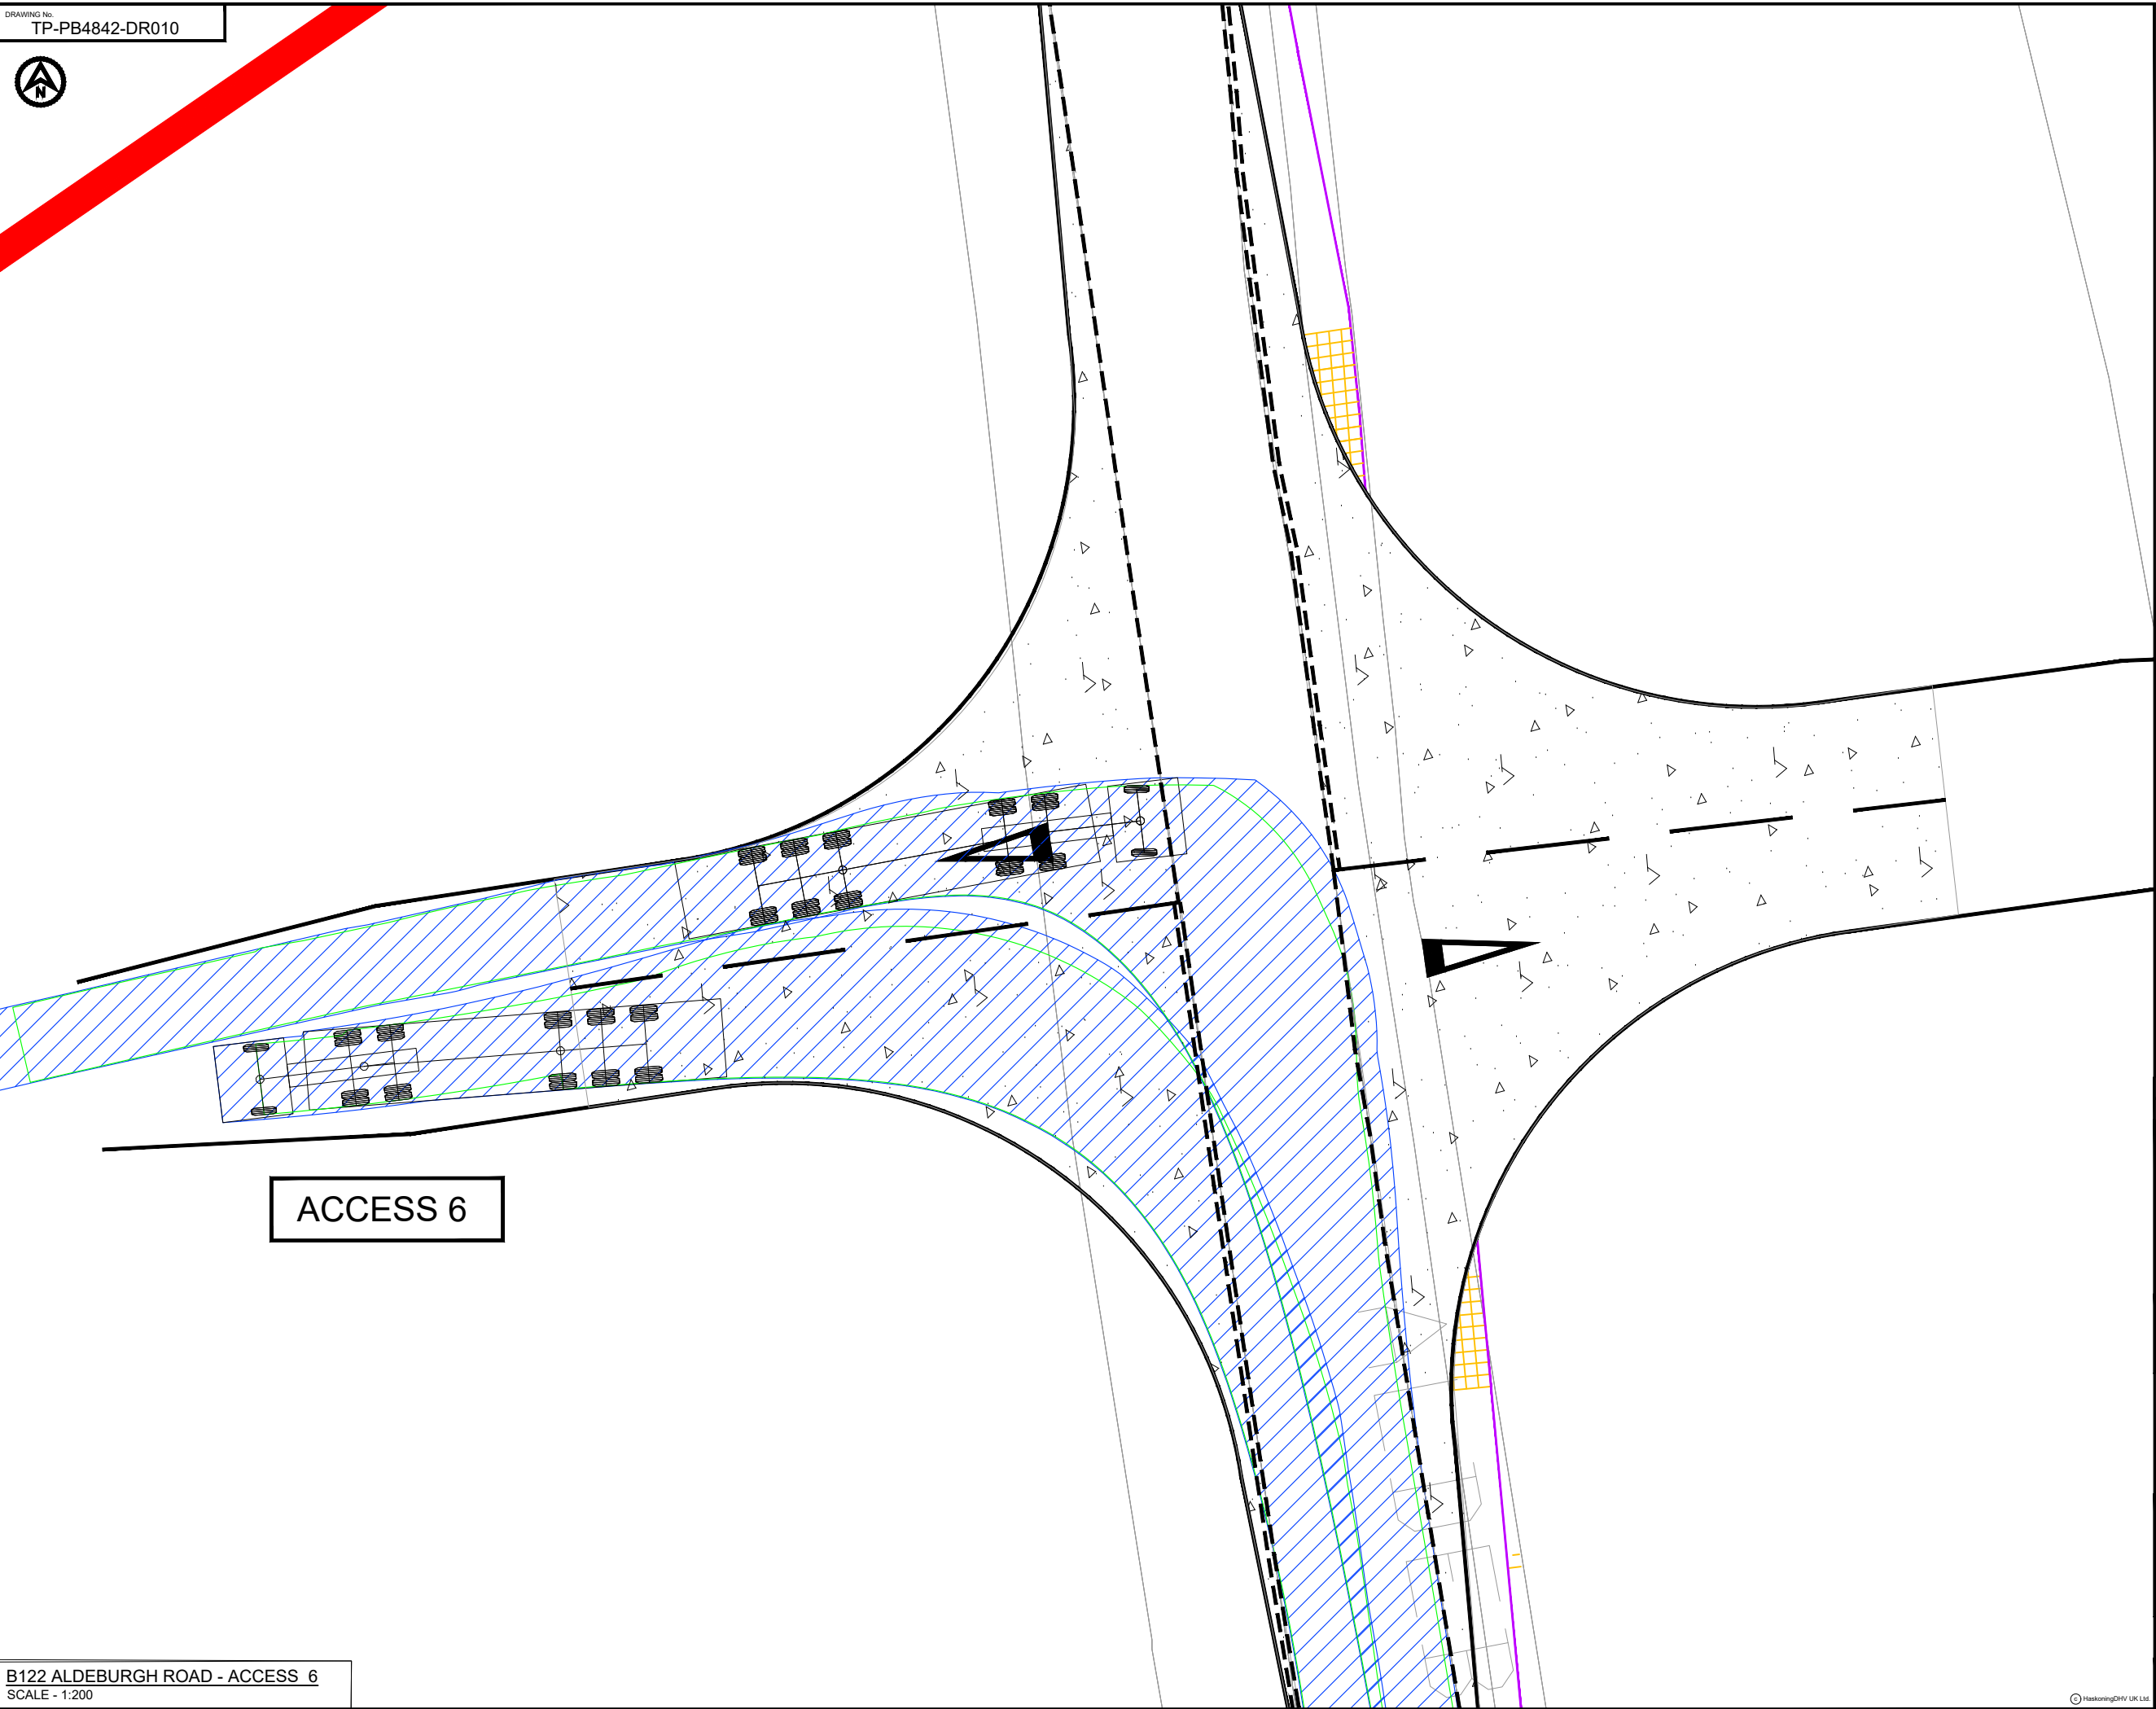 DRAWING No.
TP-PB4842-DR010
N
ACCESS 6
B122 ALDEBURGH ROAD - ACCESS 6
SCALE - 1:200
© HaskoningDHV UK Ltd.